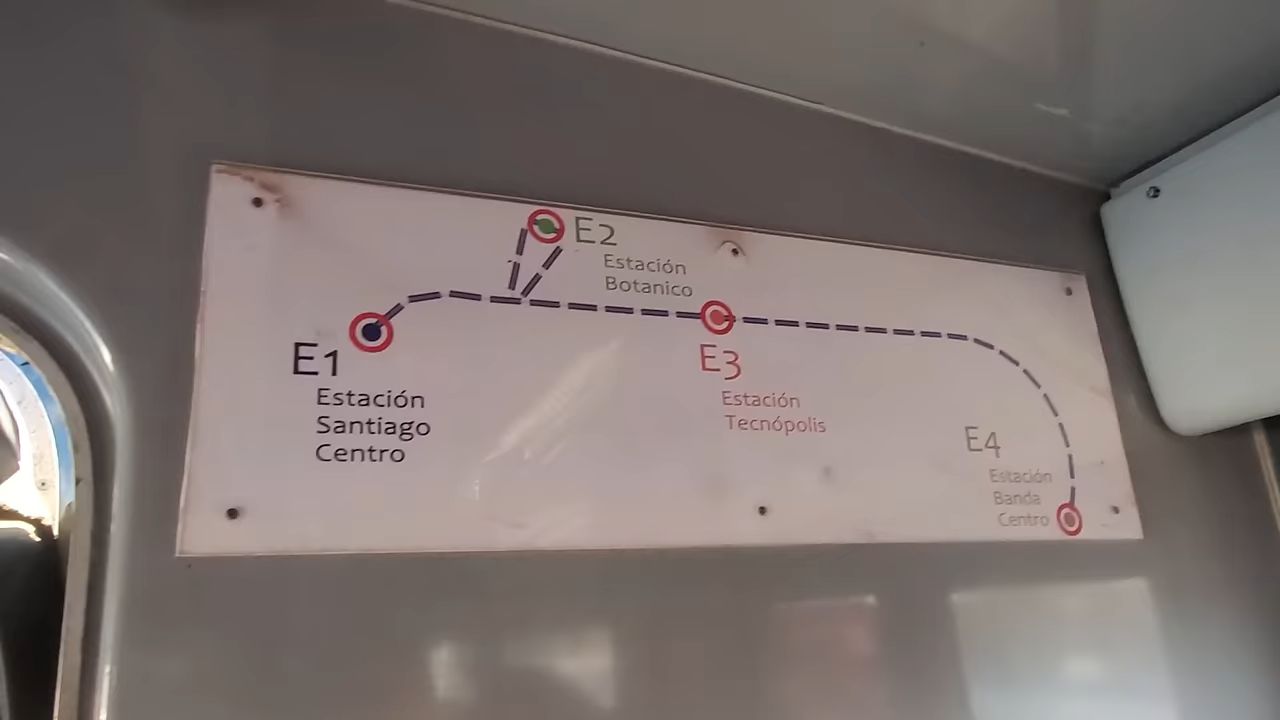 E1
Estación
Santiago
Centro
E2
Estación
Botanico
E3
Estación
Tecnópolis
E4
Estación
Banda
Centro